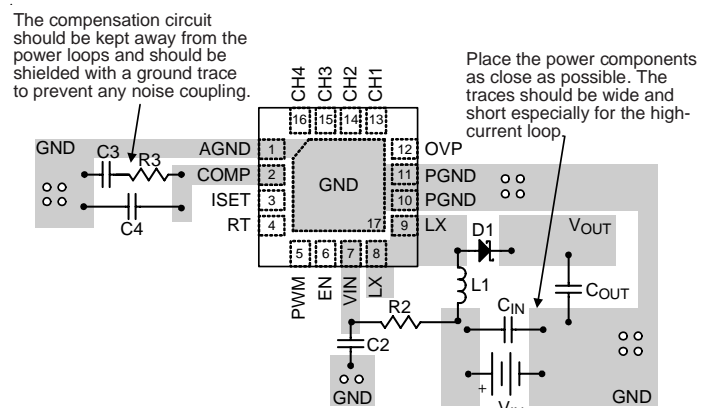 The compensation circuit
should be kept away from the
power loops and should be
shielded with a ground trace
to prevent any noise coupling.
Place the power components
as close as possible. The
traces should be wide and
short especially for the high-
current loop.
CH4 CH3 CH2 CH1
16 15 14 13
GND C3 R3 AGND 1 12 OVP
COMP 2 GND 11 PGND
ISET 3 10 PGND
C4 RT 4 17 9 LX D1 VOUT
5 6 7 8
PWM EN VIN LX
L1
R2 CIN COUT
C2
+
GND VIN GND